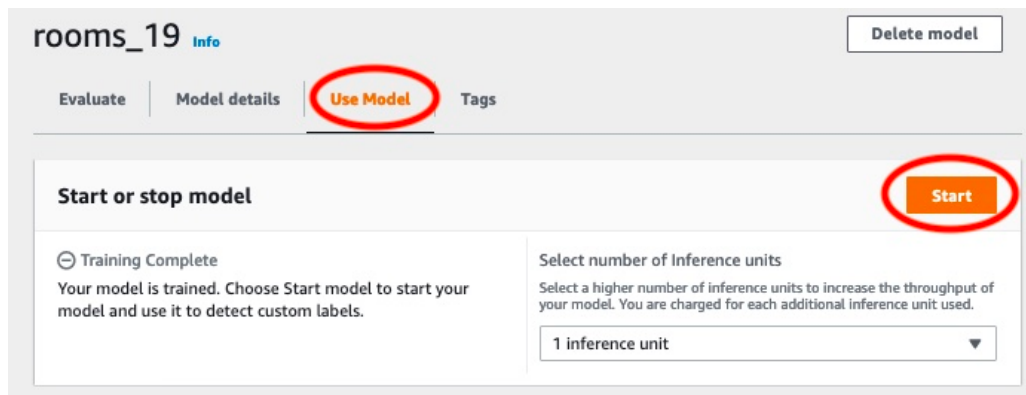 rooms_19 Info
Delete model
Evaluate
Model details
Use Model
Tags
Start or stop model
Start
Training Complete
Your model is trained. Choose Start model to start your
model and use it to detect custom labels.
Select number of Inference units
Select a higher number of inference units to increase the throughput of
your model. You are charged for each additional inference unit used.
1 inference unit